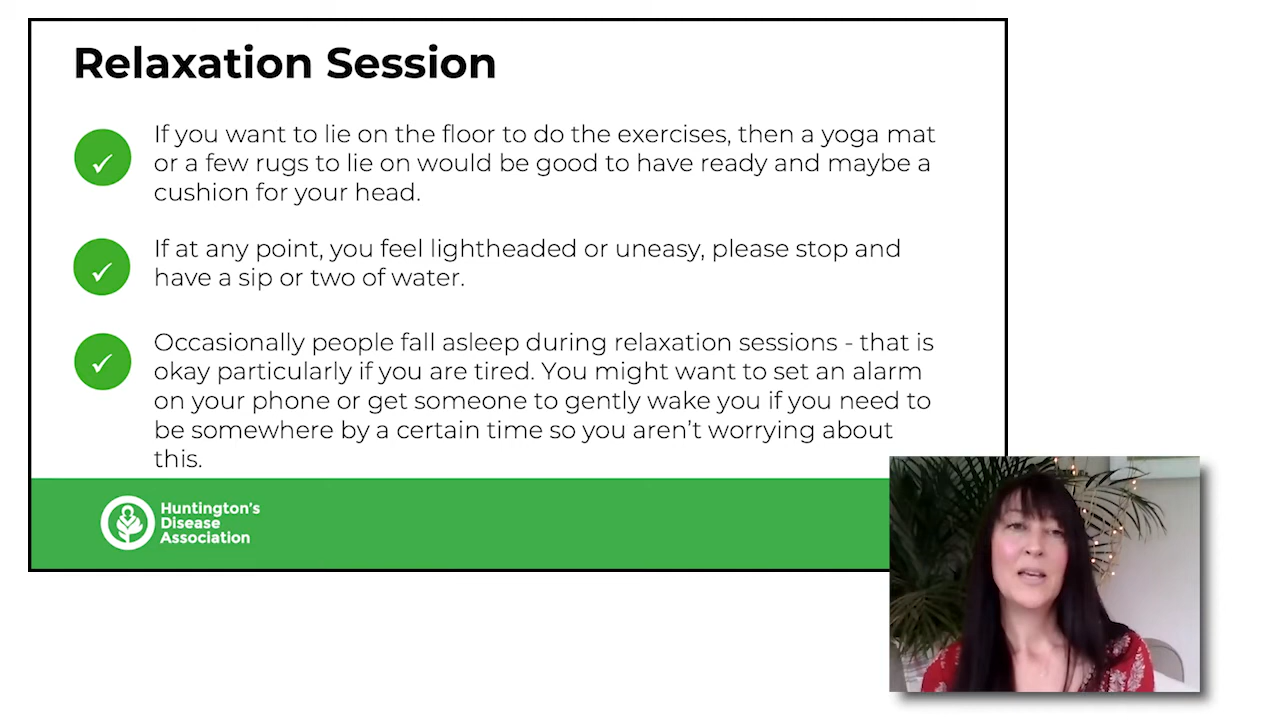 Relaxation Session
If you want to lie on the floor to do the exercises, then a yoga mat
or a few rugs to lie on would be good to have ready and maybe a
cushion for your head.
If at any point, you feel lightheaded or uneasy, please stop and
have a sip or two of water.
Occasionally people fall asleep during relaxation sessions - that is
okay particularly if you are tired. You might want to set an alarm
on your phone or get someone to gently wake you if you need to
be somewhere by a certain time so you aren’t worrying about
this.
Huntington’s
Disease
Association